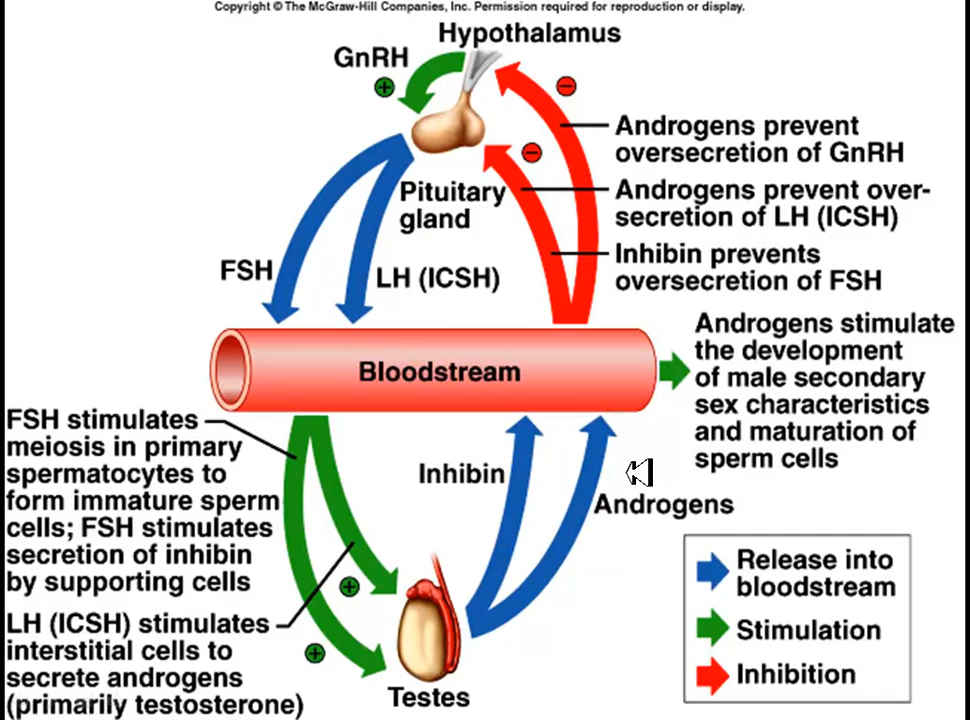 Copyright © The McGraw-Hill Companies, Inc. Permission required for reproduction or display.
Hypothalamus
GnRH
+
−
Androgens prevent
oversecretion of GnRH
−
Androgens prevent over-
secretion of LH (ICSH)
Pituitary
gland
Inhibin prevents
oversecretion of FSH
FSH
LH (ICSH)
Bloodstream
Androgens stimulate
the development
of male secondary
sex characteristics
and maturation of
sperm cells
FSH stimulates
meiosis in primary
spermatocytes to
form immature sperm
cells; FSH stimulates
secretion of inhibin
by supporting cells
Inhibin
Androgens
+
LH (ICSH) stimulates
interstitial cells to
secrete androgens
(primarily testosterone)
+
Testes
Release into
bloodstream
Stimulation
Inhibition